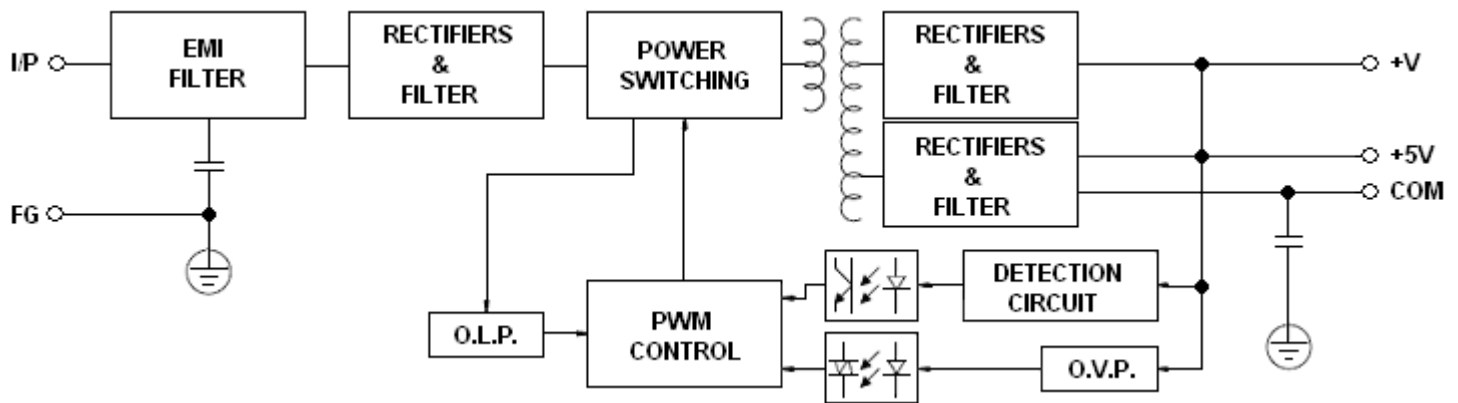 I/P
EMI
FILTER
RECTIFIERS
&
FILTER
POWER
SWITCHING
RECTIFIERS
&
FILTER
+V
RECTIFIERS
&
FILTER
+5V
COM
FG
O.L.P.
PWM
CONTROL
DETECTION
CIRCUIT
O.V.P.